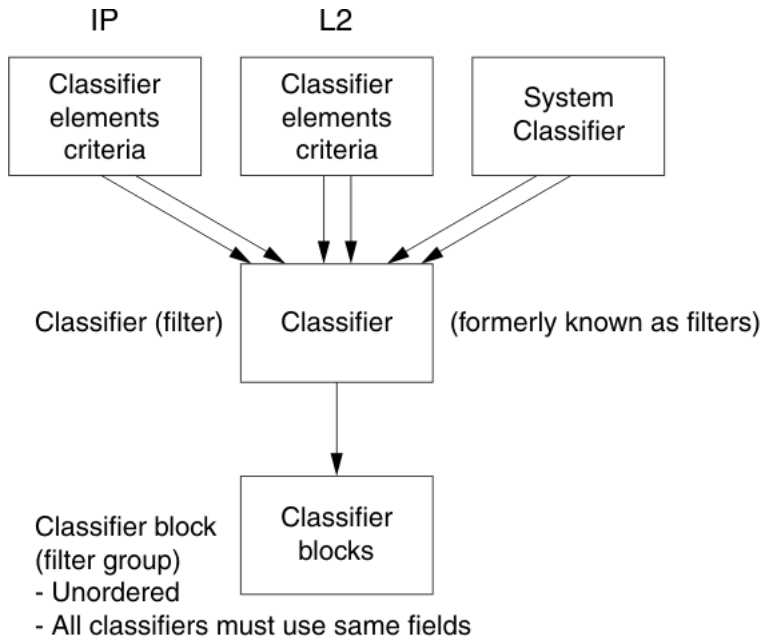 IP
L2
Classifier
elements
criteria
Classifier
elements
criteria
System
Classifier
Classifier (filter)
Classifier
(formerly known as filters)
Classifier block
(filter group)
- Unordered
- All classifiers must use same fields
Classifier
blocks